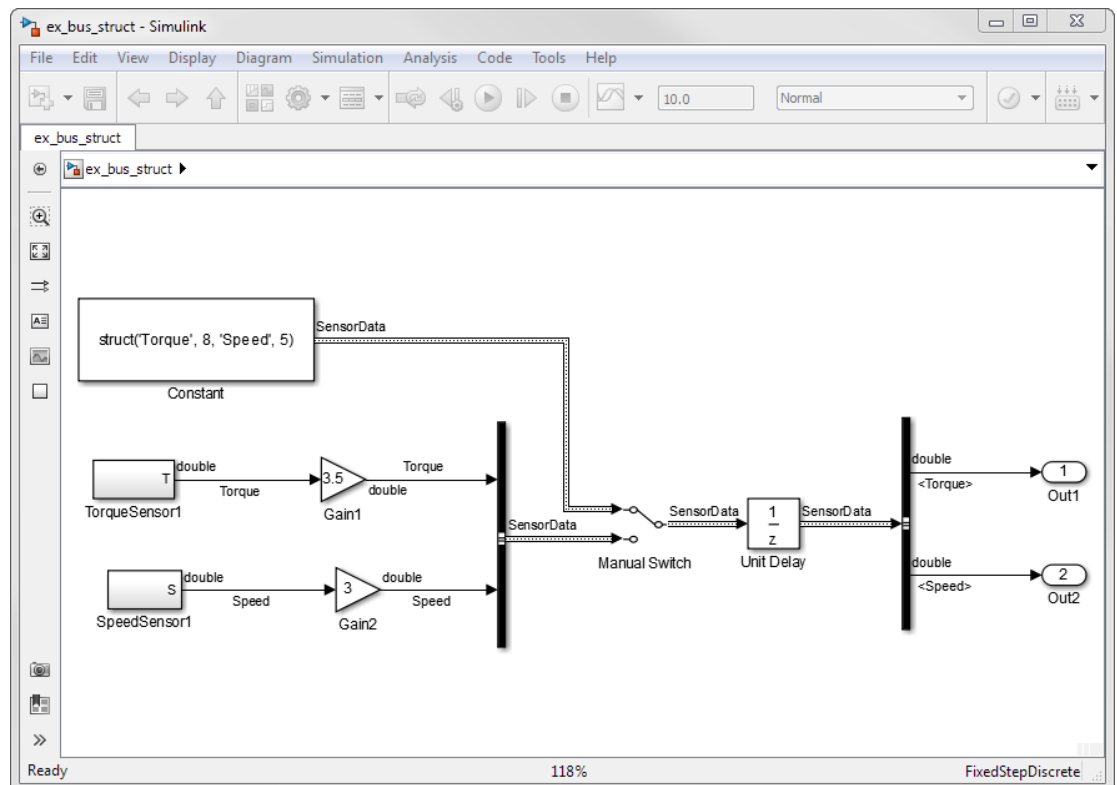 ex_bus_struct - Simulink
File Edit View Display Diagram Simulation Analysis Code Tools Help
10.0 Normal
ex_bus_struct
ex_bus_struct
struct('Torque', 8, 'Speed', 5)
SensorData
Constant
double
T
Torque
TorqueSensor1
3.5
Gain1
Torque
double
double
S
Speed
SpeedSensor1
3
Gain2
double
Speed
SensorData
Manual Switch
SensorData
1
z
Unit Delay
SensorData
double
<Torque>
1
Out1
double
<Speed>
2
Out2
Ready 118% FixedStepDiscrete